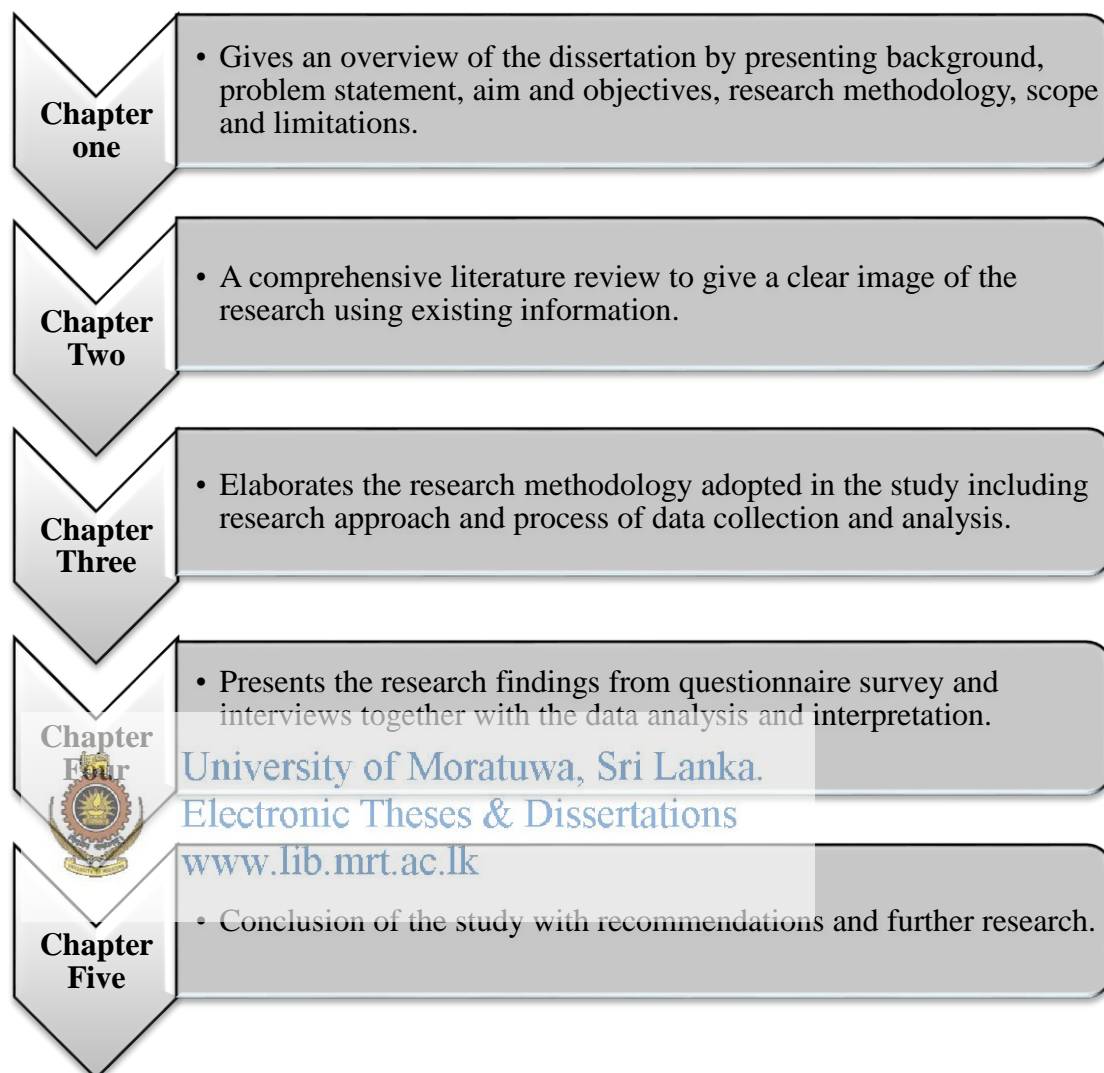 • Gives an overview of the dissertation by presenting background,
problem statement, aim and objectives, research methodology, scope
and limitations.
Chapter
one
• A comprehensive literature review to give a clear image of the
research using existing information.
Chapter
Two
• Elaborates the research methodology adopted in the study including
research approach and process of data collection and analysis.
Chapter
Three
• Presents the research findings from questionnaire survey and
interviews together with the data analysis and interpretation.
Chapter
Four
University of Moratuwa, Sri Lanka.
Electronic Theses & Dissertations
www.lib.mrt.ac.lk
• Conclusion of the study with recommendations and further research.
Chapter
Five